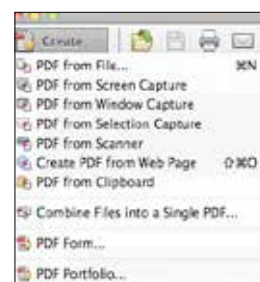 Create
PDF from File... ⌘N
PDF from Screen Capture
PDF from Window Capture
PDF from Selection Capture
PDF from Scanner
Create PDF from Web Page ⇧⌘O
PDF from Clipboard
Combine Files into a Single PDF...
PDF Form...
PDF Portfolio...